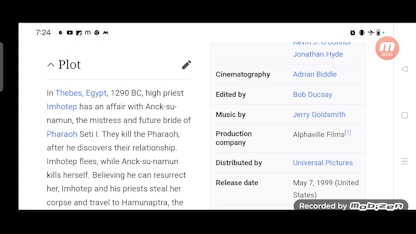 7:24
Plot
In Thebes, Egypt, 1290 BC, high priest
Imhotep has an affair with Anck-su-
namun, the mistress and future bride of
Pharaoh Seti I. They kill the Pharaoh,
after he discovers their relationship.
Imhotep flees, while Anck-su-namun
kills herself. Believing he can resurrect
her, Imhotep and his priests steal her
corpse and travel to Hamunaptra, the
Kevin J. O'Connor
Jonathan Hyde
Cinematography Adrian Biddle
Edited by Bob Ducsay
Music by Jerry Goldsmith
Production Alphaville Films[1]
company
Distributed by Universal Pictures
Release date May 7, 1999 (United
States)
Recorded by Mobizen